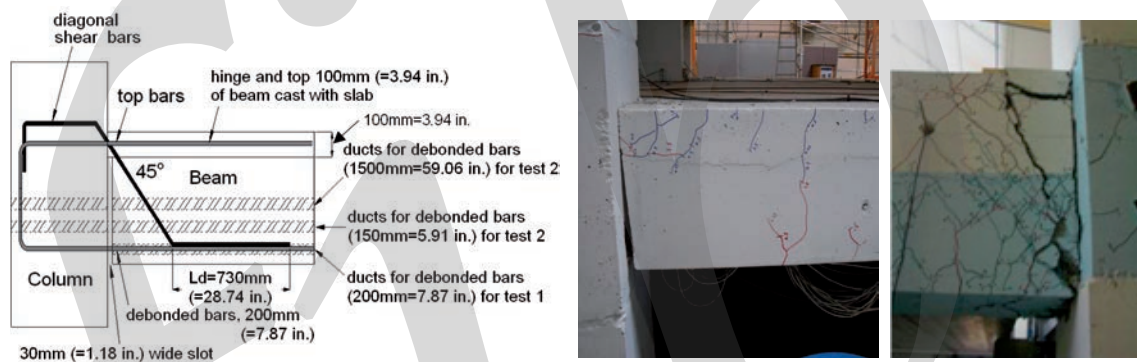 diagonal
shear bars
hinge and top 100mm (=3.94 in.)
of beam cast with slab
top bars
100mm=3.94 in.
ducts for debonded bars
(1500mm=59.06 in.) for test 2
45º
Beam
ducts for debonded bars
(150mm=5.91 in.) for test 2
Column
Ld=730mm
(=28.74 in.)
ducts for debonded bars
(200mm=7.87 in.) for test 1
debonded bars, 200mm
(=7.87 in.)
30mm (=1.18 in.) wide slot